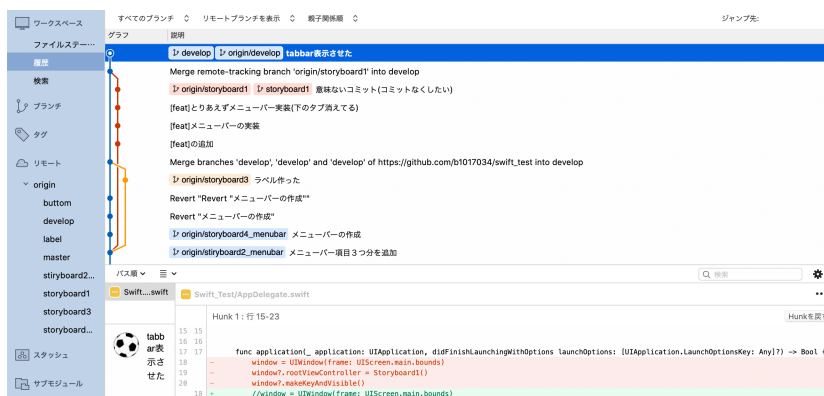 ワークスペース
ファイルステー…
履歴
検索
ブランチ
タグ
リモート
origin
buttom
develop
label
master
stiryboard2...
storyboard1
storyboard3
storyboard...
スタッシュ
サブモジュール
すべてのブランチ リモートブランチを表示 親子関係順 ジャンプ先:
グラフ 説明
develop origin/develop tabbar表示させた
Merge remote-tracking branch 'origin/storyboard1' into develop
origin/storyboard1 storyboard1 意味ないコミット(コミットなくしたい)
[feat]とりあえずメニューバー実装(下のタブ消えてる)
[feat]メニューバーの実装
[feat]の追加
Merge branches 'develop', 'develop' and 'develop' of https://github.com/b1017034/swift_test into develop
origin/storyboard3 ラベル作った
Revert "Revert "メニューバーの作成""
Revert "メニューバーの作成"
origin/storyboard4_menubar メニューバーの作成
origin/stiryboard2_menubar メニューバー項目３つ分を追加
パス順 検索
Swift....swift
tabb
ar表
示さ
せた
Swift_Test/AppDelegate.swift
Hunk 1 : 行 15-23 Hunkを戻す
15 15
16 16
17 17 func application(_ application: UIApplication, didFinishLaunchingWithOptions launchOptions: [UIApplication.LaunchOptionsKey: Any]?) -> Bool {
18 - window = UIWindow(frame: UIScreen.main.bounds)
19 - window?.rootViewController = Storyboard1()
20 - window?.makeKeyAndVisible()
18 + //window = UIWindow(frame: UIScreen.main.bounds)